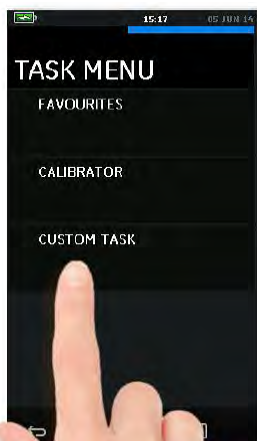 15:17 05 JUN 14
TASK MENU
FAVOURITES
CALIBRATOR
CUSTOM TASK